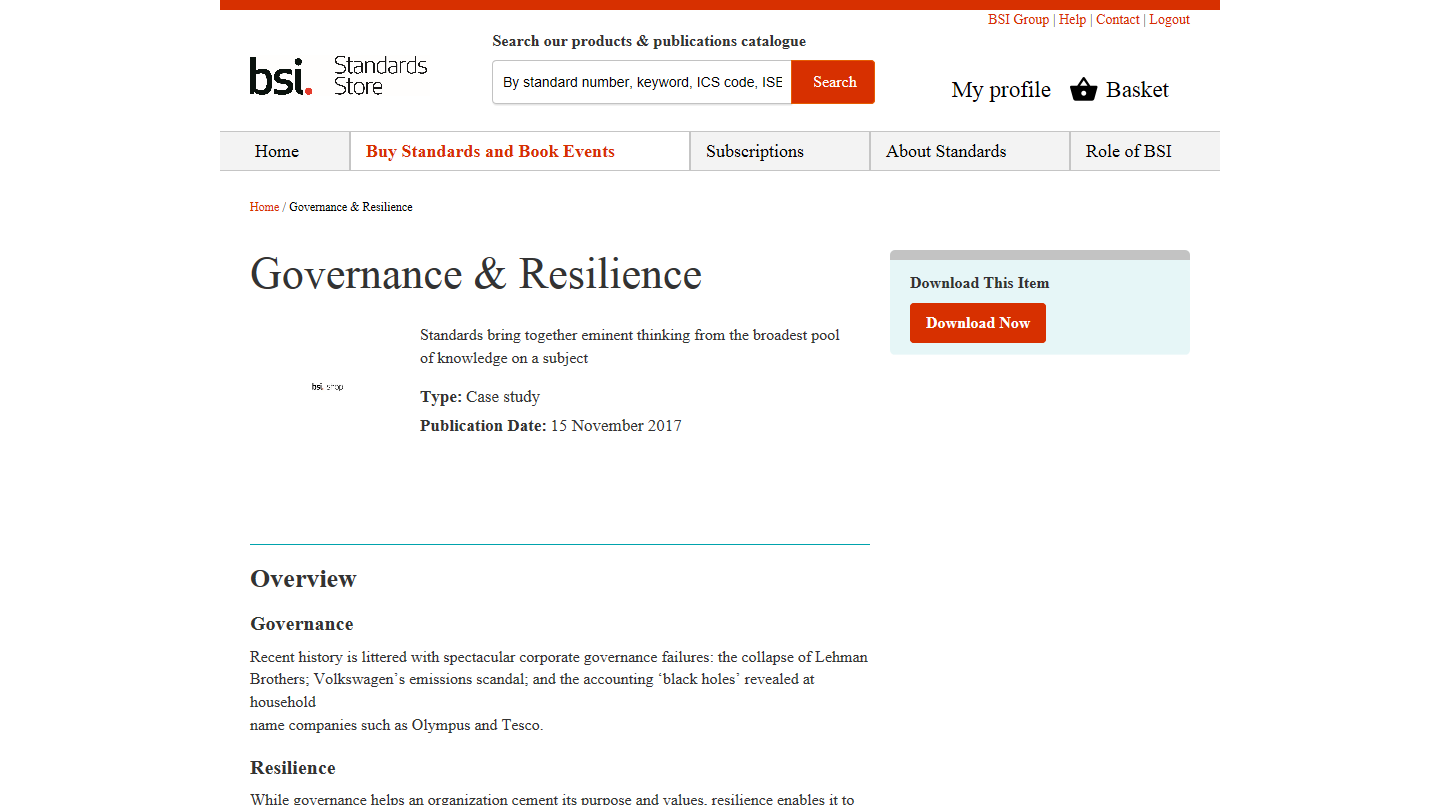 BSI Group | Help | Contact | Logout
Search our products & publications catalogue
bsi. Standards
Store
By standard number, keyword, ICS code, ISE
Search
My profile
Basket
Home
Buy Standards and Book Events
Subscriptions
About Standards
Role of BSI
Home / Governance & Resilience
Governance & Resilience
Download This Item
Download Now
Standards bring together eminent thinking from the broadest pool
of knowledge on a subject
bsi. shop
Type: Case study
Publication Date: 15 November 2017
Overview
Governance
Recent history is littered with spectacular corporate governance failures: the collapse of Lehman
Brothers; Volkswagen’s emissions scandal; and the accounting ‘black holes’ revealed at
household
name companies such as Olympus and Tesco.
Resilience
While governance helps an organization cement its purpose and values, resilience enables it to